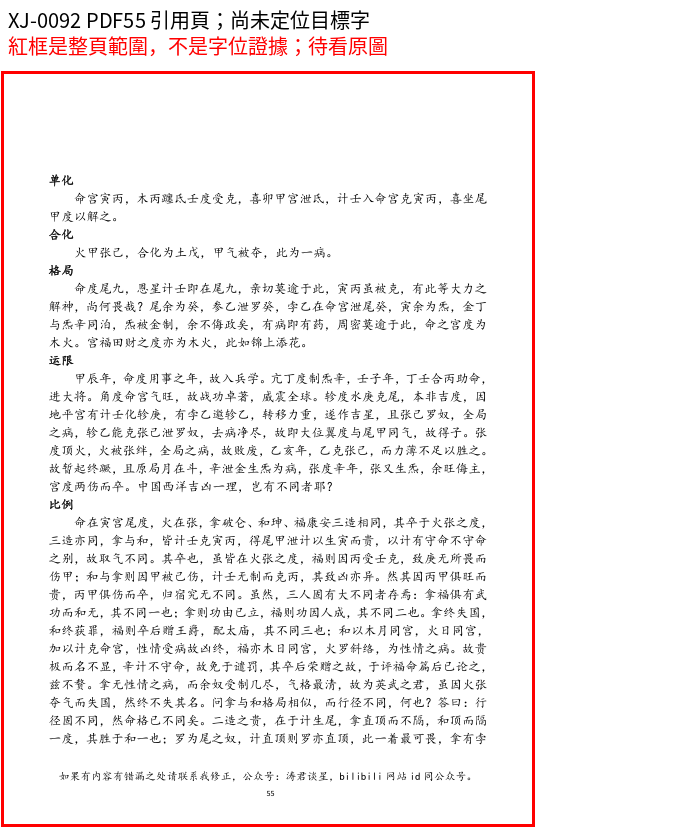 XJ-0092 PDF55 引用頁；尚未定位目標字
紅框是整頁範圍，不是字位證據；待看原圖
单化
命宫寅丙，木丙躔氐壬度受克，喜卯甲宫泄氐，计壬入命宫克寅丙，喜坐尾
甲度以解之。
合化
火甲张己，合化为土戊，甲气被夺，此为一病。
格局
命度尾九，恩星计壬即在尾九，亲切莫逾于此，寅丙虽被克，有此等大力之
解神，尚何畏哉？尾余为癸，参乙泄罗癸，孛乙在命宫泄尾癸，寅余为炁，金丁
与炁辛同泊，炁被金制，余不侮政矣，有病即有药，周密莫逾于此，命之宫度为
木火。宫福田财之度亦为木火，此如锦上添花。
运限
甲辰年，命度用事之年，故入兵学。亢丁度制炁辛，壬子年，丁壬合丙助命，
进大将。角度命宫气旺，故战功卓著，威震全球。轸度水庚克尾，本非吉度，因
地平宫有计壬化轸庚，有孛乙邀轸乙，转移力重，遂作吉星，且张己罗奴，全局
之病，轸乙能克张己泄罗奴，去病净尽，故即大位翼度与尾甲同气，故得子。张
度顶火，火被张绊，全局之病，故败废，乙亥年，乙克张己，而力薄不足以胜之。
故暂起终蹶，且原局月在斗，辛泄金生炁为病，张度辛年，张又生炁，余旺侮主，
宫度两伤而卒。中国西洋吉凶一理，岂有不同者耶？
比例
命在寅宫尾度，火在张，拿破仑、和珅、福康安三造相同，其卒于火张之度，
三造亦同，拿与和，皆计壬克寅丙，得尾甲泄计以生寅而贵，以计有守命不守命
之别，故取气不同。其卒也，虽皆在火张之度，福则因丙受壬克，致庚无所畏而
伤甲；和与拿则因甲被己伤，计壬无制而克丙，其致凶亦异。然其因丙甲俱旺而
贵，丙甲俱伤而卒，归宿究无不同。虽然，三人固有大不同者存焉：拿福俱有武
功而和无，其不同一也；拿则功由己立，福则功因人成，其不同二也。拿终失国，
和终获罪，福则卒后赠王爵，配太庙，其不同三也；和以木月同宫，火日同宫，
加以计克命宫，性情受病故凶终，福亦木日同宫，火罗斜络，为性情之病。故贵
极而名不显，辛计不守命，故免于谴罚，其卒后荣赠之故，于评福命篇后已论之，
兹不赘。拿无性情之病，而余奴受制几尽，气格最清，故为英武之君，虽因火张
夺气而失国，然终不失其名。问拿与和格局相似，而行径不同，何也？答曰：行
径固不同，然命格已不同矣。二造之贵，在于计生尾，拿直顶而不隔，和顶而隔
一度，其胜于和一也；罗为尾之奴，计直顶则罗亦直顶，此一着最可畏，拿有孛
如果有内容有错漏之处请联系我修正，公众号：涛君谈星，bilibili 网站 id 同公众号。
55